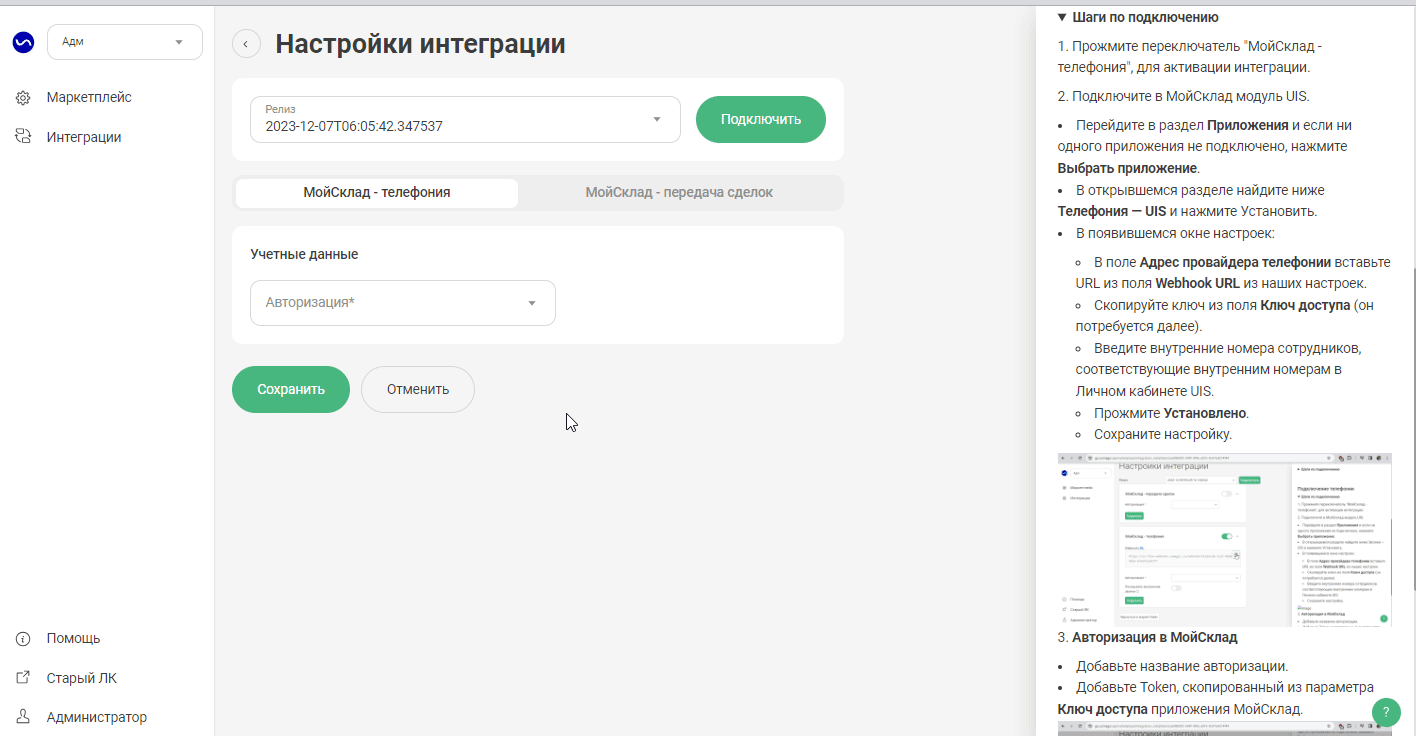 Адм
Маркетплейс
Интеграции
Помощь
Старый ЛК
Администратор
Настройки интеграции
Релиз
2023-12-07T06:05:42.347537
Подключить
МойСклад - телефония
МойСклад - передача сделок
Учетные данные
Авторизация*
Сохранить
Отменить
▼ Шаги по подключению
1. Прожмите переключатель "МойСклад -
телефония", для активации интеграции.
2. Подключите в МойСклад модуль UIS.
• Перейдите в раздел Приложения и если ни
одного приложения не подключено, нажмите
Выбрать приложение.
• В открывшемся разделе найдите ниже
Телефония — UIS и нажмите Установить.
• В появившемся окне настроек:
◦ В поле Адрес провайдера телефонии вставьте
URL из поля Webhook URL из наших настроек.
◦ Скопируйте ключ из поля Ключ доступа (он
потребуется далее).
◦ Введите внутренние номера сотрудников,
соответствующие внутренним номерам в
Личном кабинете UIS.
◦ Прожмите Установлено.
◦ Сохраните настройку.
Настройки интеграции
3. Авторизация в МойСклад
• Добавьте название авторизации.
• Добавьте Token, скопированный из параметра
Ключ доступа приложения МойСклад.
?